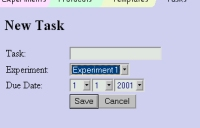 Experiments Protocols Templates Tasks
New Task
Task:
Experiment: Experiment1
Due Date: 1 1 2001
Save Cancel